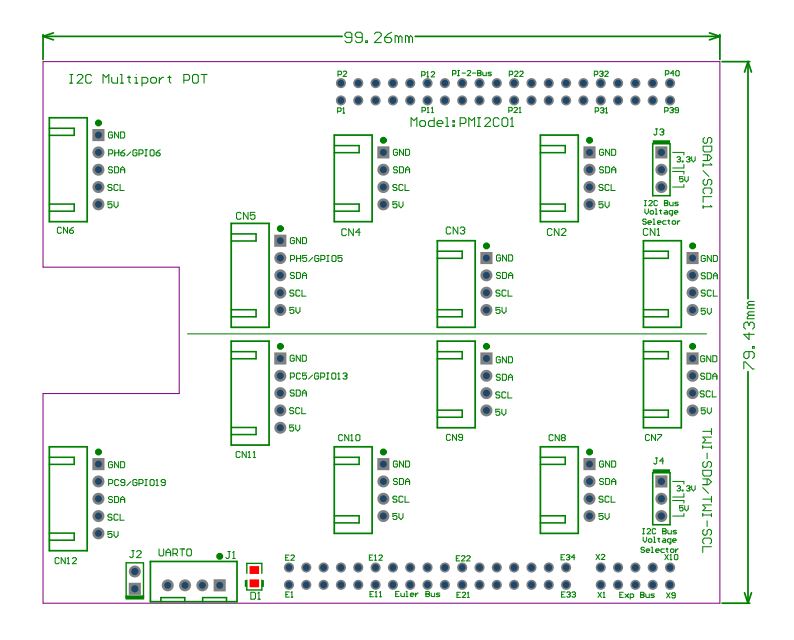 99.26mm
I2C Multiport POT
P2
P12
PI-2-Bus
P22
P32
P40
P1
P11
P21
P31
P39
Model:PMI2C01
GND
PH6/GPIO6
SDA
SCL
5V
CN6
GND
SDA
SCL
5V
CN4
GND
SDA
SCL
5V
CN2
J3
3.3V
5V
I2C Bus
Voltage
Selector
SDA1/SCL1
CN5
GND
PH5/GPIO5
SDA
SCL
5V
CN3
GND
SDA
SCL
5V
CN1
GND
SDA
SCL
5V
79.43mm
GND
PC5/GPIO13
SDA
SCL
5V
CN11
GND
SDA
SCL
5V
CN9
GND
SDA
SCL
5V
CN7
GND
PC9/GPIO19
SDA
SCL
5V
CN12
CN10
GND
SDA
SCL
5V
CN8
GND
SDA
SCL
5V
J4
3.3V
5V
I2C Bus
Voltage
Selector
TWI-SDA/TWI-SCL
J2
UART0
J1
D1
E2
E12
E22
E34
X2
X10
E1
E11
Euler Bus
E21
E33
X1
Exp Bus
X9